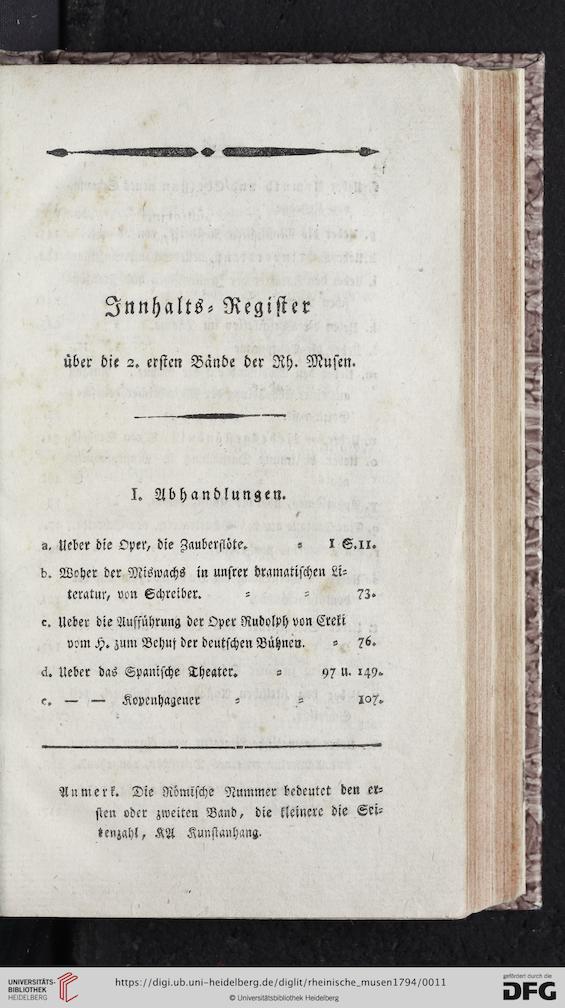 Innhalts-Register
über die 2. ersten Bände der Rh. Musen.
I. Abhandlungen.
a. Ueber die Oper, die Zauberflöte. = I S.11.
b. Woher der Miswachs in unsrer dramatischen Li=
teratur, von Schreiber. = = 73.
c. Ueber die Aufführung der Oper Rudolph von Creki
vom H. zum Behuf der deutschen Bühnen. = 76.
d. Ueber das Spanische Theater. = 97 u. 149.
e. — — Kopenhagener = = 107.
Anmerk. Die Römische Nummer bedeutet den er=
sten oder zweiten Band, die kleinere die Sei=
tenzahl, KA Kunstanhang.
UNIVERSITÄTS-
BIBLIOTHEK
HEIDELBERG
https://digi.ub.uni-heidelberg.de/diglit/rheinische_musen1794/0011
© Universitätsbibliothek Heidelberg
gefördert durch die
DFG